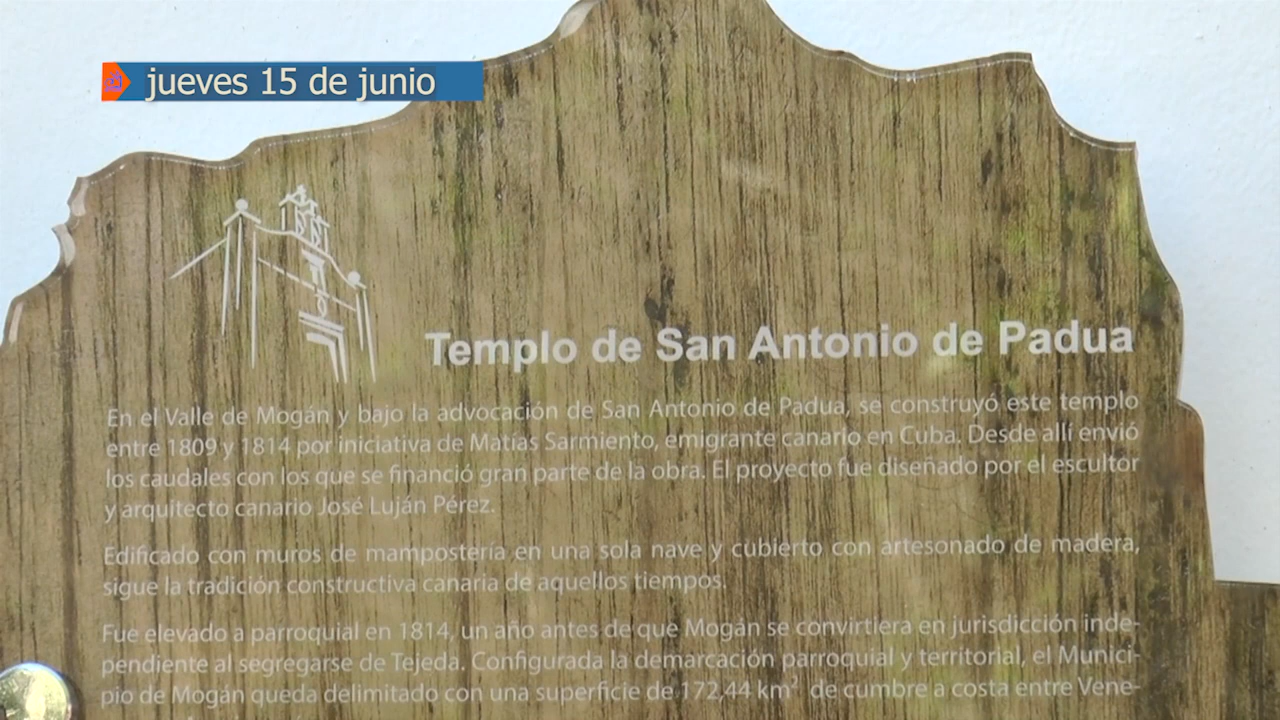 jueves 15 de junio
Templo de San Antonio de Padua
En el Valle de Mogán y bajo la advocación de San Antonio de Padua, se construyó este templo
entre 1809 y 1814 por iniciativa de Matías Sarmiento, emigrante canario en Cuba. Desde allí envió
los caudales con los que se financió gran parte de la obra. El proyecto fue diseñado por el escultor
y arquitecto canario José Luján Pérez.
Edificado con muros de mampostería en una sola nave y cubierto con artesonado de madera,
sigue la tradición constructiva canaria de aquellos tiempos.
Fue elevado a parroquial en 1814, un año antes de que Mogán se convirtiera en jurisdicción inde-
pendiente al segregarse de Tejeda. Configurada la demarcación parroquial y territorial, el Munici-
pio de Mogán queda delimitado con una superficie de 172,44 km² de cumbre a costa entre Vene-